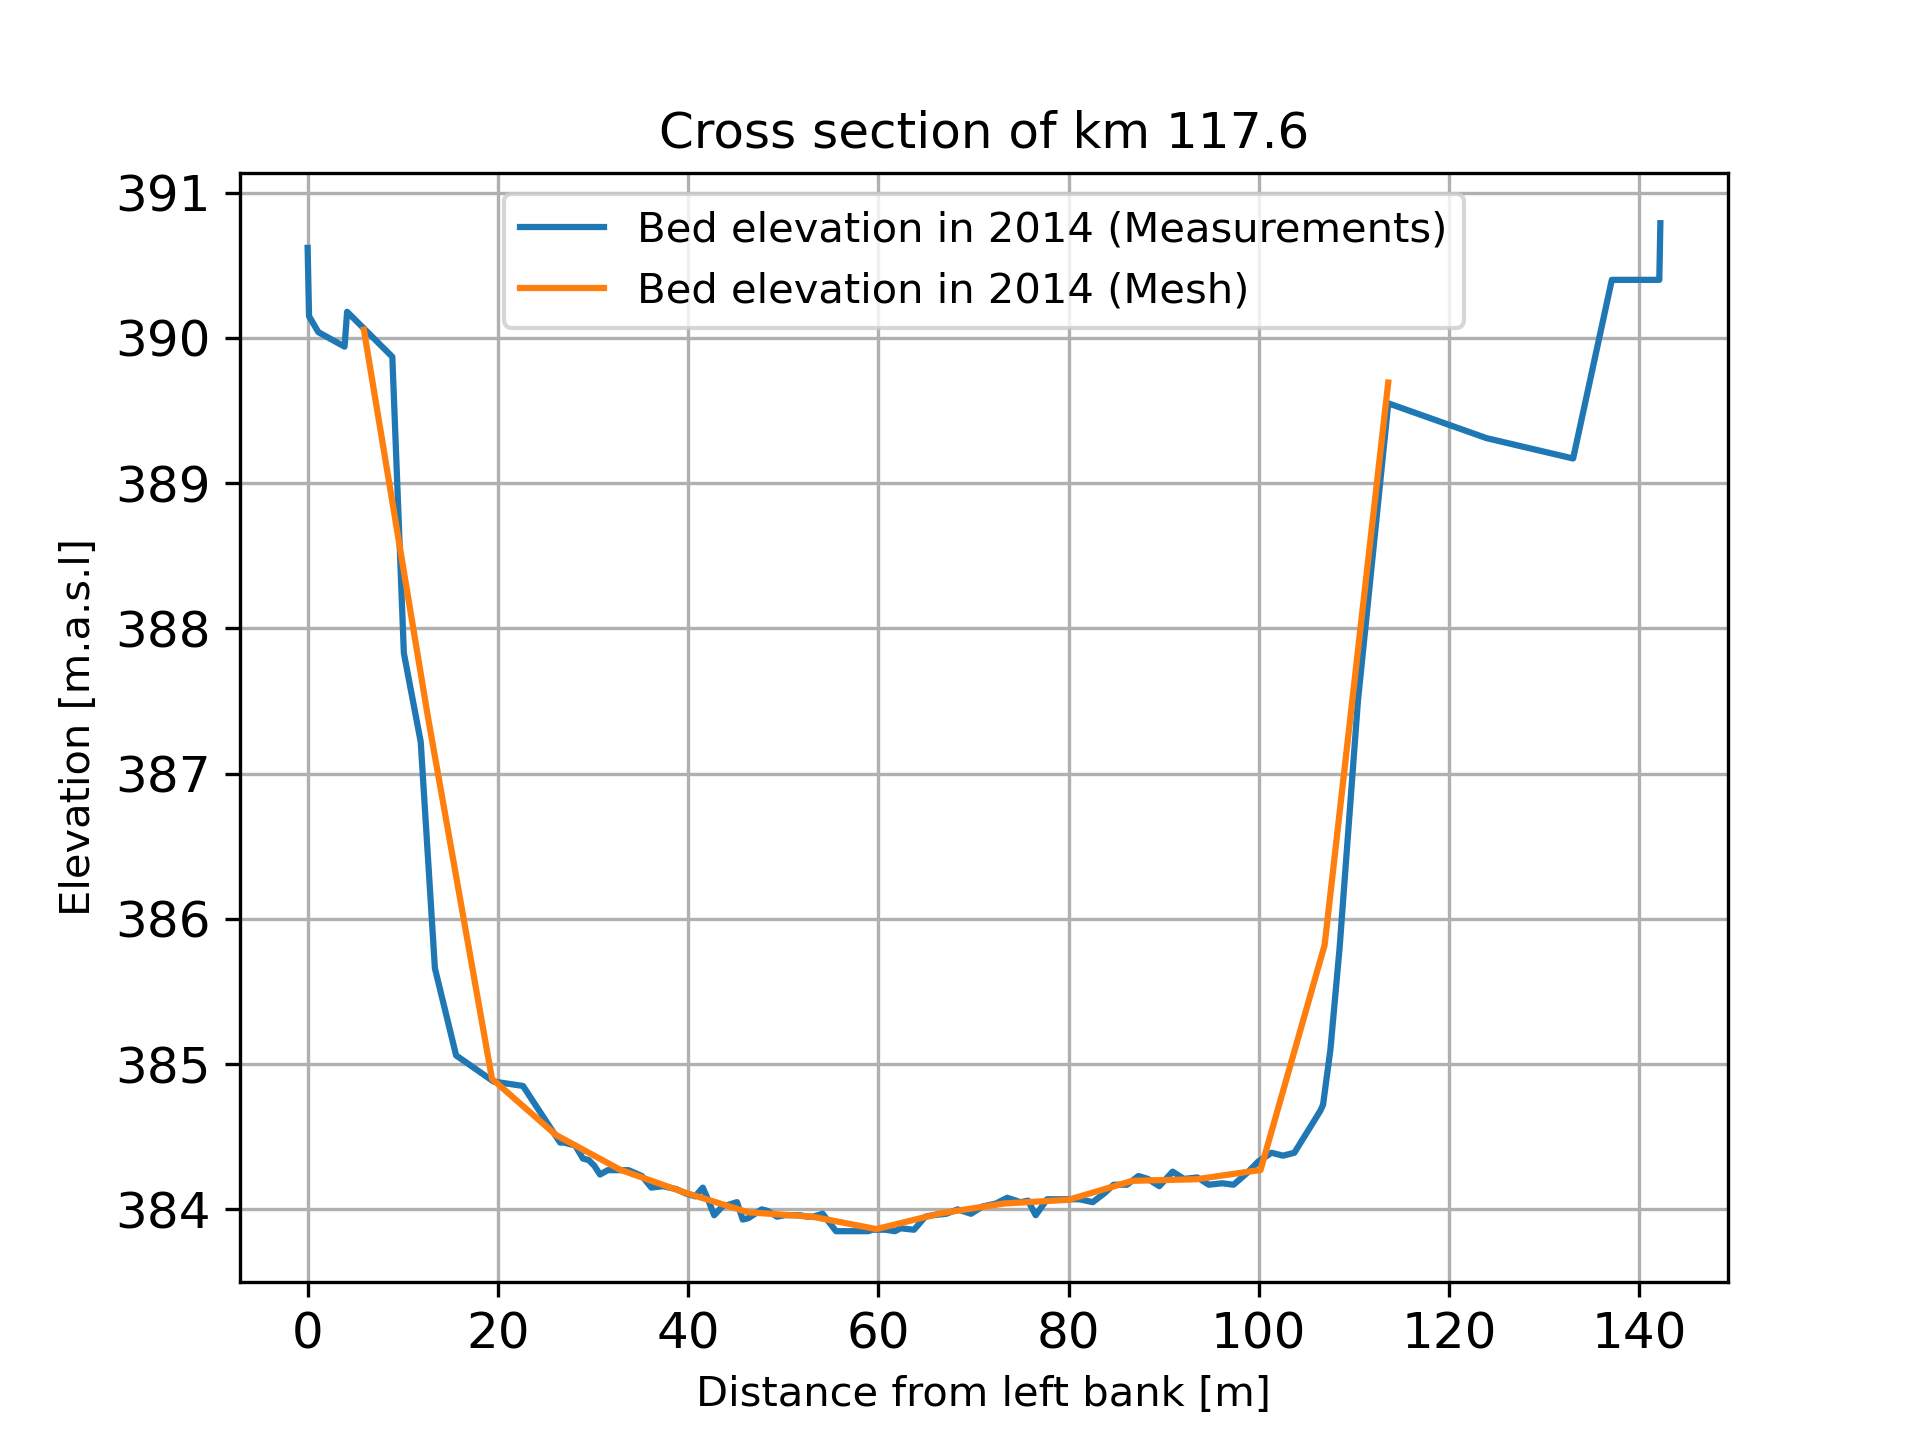 Cross section of km 117.6
Bed elevation in 2014 (Measurements)
Bed elevation in 2014 (Mesh)
391
390
389
388
387
386
385
384
Elevation [m.a.s.l]
0 20 40 60 80 100 120 140
Distance from left bank [m]